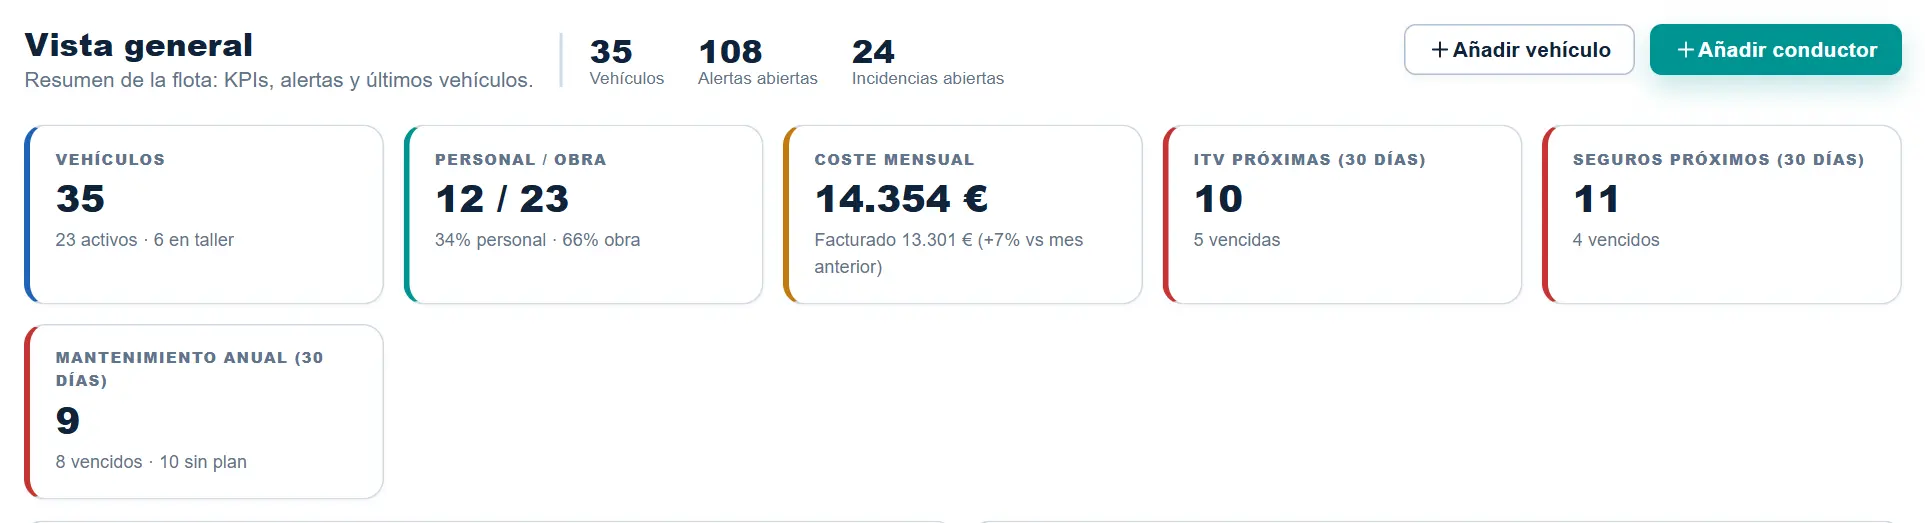 Vista general
Resumen de la flota: KPIs, alertas y últimos vehículos.
35
Vehículos
108
Alertas abiertas
24
Incidencias abiertas
+Añadir vehículo
+Añadir conductor
VEHÍCULOS
35
23 activos · 6 en taller
PERSONAL / OBRA
12 / 23
34% personal · 66% obra
COSTE MENSUAL
14.354 €
Facturado 13.301 € (+7% vs mes
anterior)
ITV PRÓXIMAS (30 DÍAS)
10
5 vencidas
SEGUROS PRÓXIMOS (30 DÍAS)
11
4 vencidos
MANTENIMIENTO ANUAL (30
DÍAS)
9
8 vencidos · 10 sin plan